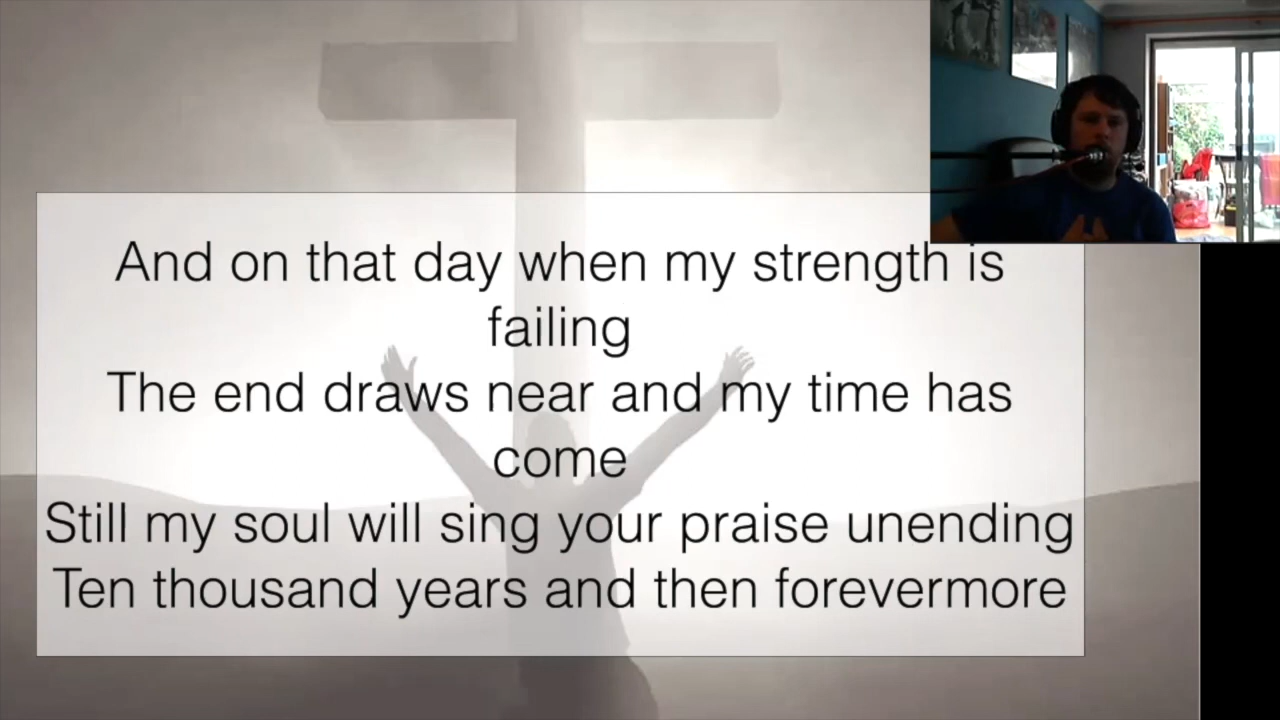 And on that day when my strength is
failing
The end draws near and my time has
come
Still my soul will sing your praise unending
Ten thousand years and then forevermore